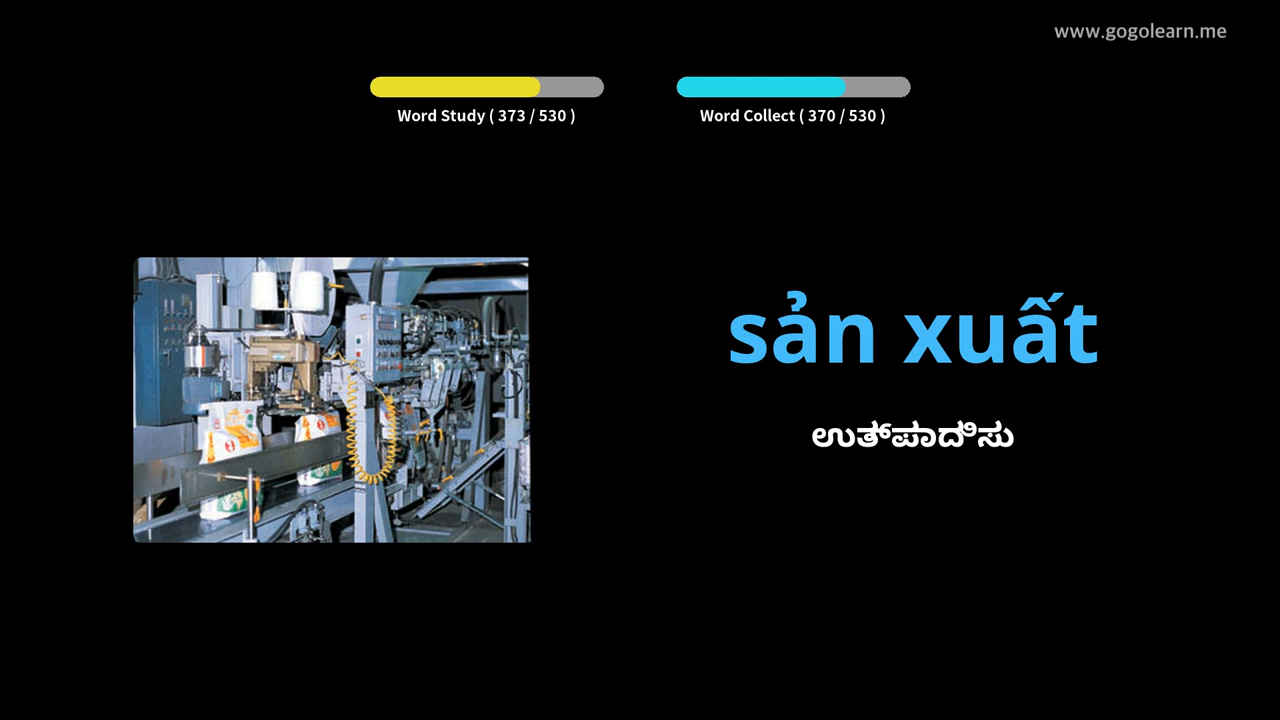 www.gogolearn.me
Word Study ( 373 / 530 )
Word Collect ( 370 / 530 )
sản xuất
ಉತ್ಪಾದಿಸು